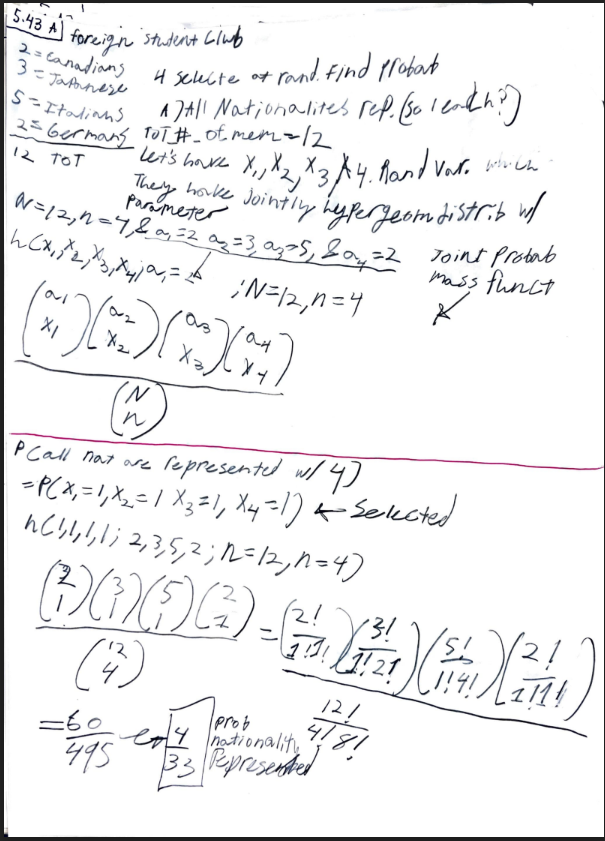 5.43 A] foreign student Club
2 = Canadians
3 = Japanese
5 = Italians
2 = Germans
12 TOT
4 selecte at rand. find probab
A) All Nationalites rep. (so 1 each?)
TOT #_ of mem = 12
Let's have X₁, X₂, X₃, X4. Rand Var. which
They have jointly hypergeom distrib w/
parameter
N=12, n=4, & a₁=2 a₂=3, a₃=5, & a₄=2
Joint Probab
mass funct
h(X₁, X₂, X₃, X₄; a₁= ; N=12, n=4
(a₁ X₁)(a₂ X₂)(a₃ X₃)(a₄ X₄)
(N n)
P(all nat are represented w/ 4)
=P(X₁=1, X₂=1 X₃=1, X₄=1) ← Selected
h(1,1,1,1; 2,3,5,2; n=12, n=4)
(2 1)(3 1)(5 1)(2 1) = (2! 1!1!)(3! 1!2!)(5! 1!4!)(2! 1!1!)
(12 4)
12!
4!8!
=60
495
4
33
prob
nationality
Represented